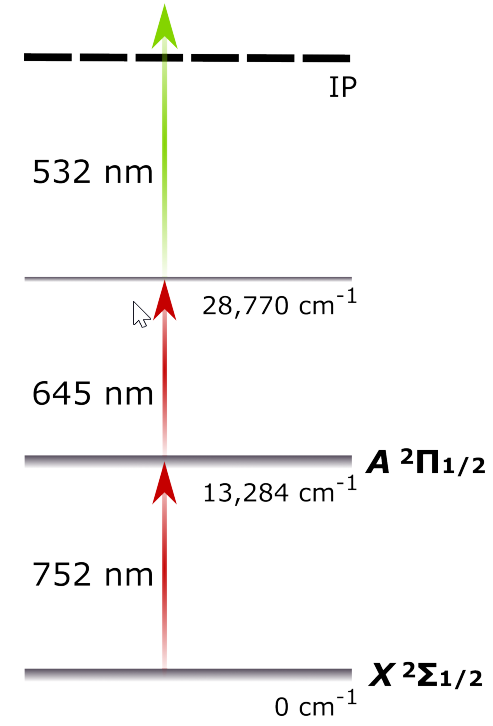 IP
532 nm
28,770 cm⁻¹
645 nm
A ²Π1/2
13,284 cm⁻¹
752 nm
X ²Σ1/2
0 cm⁻¹